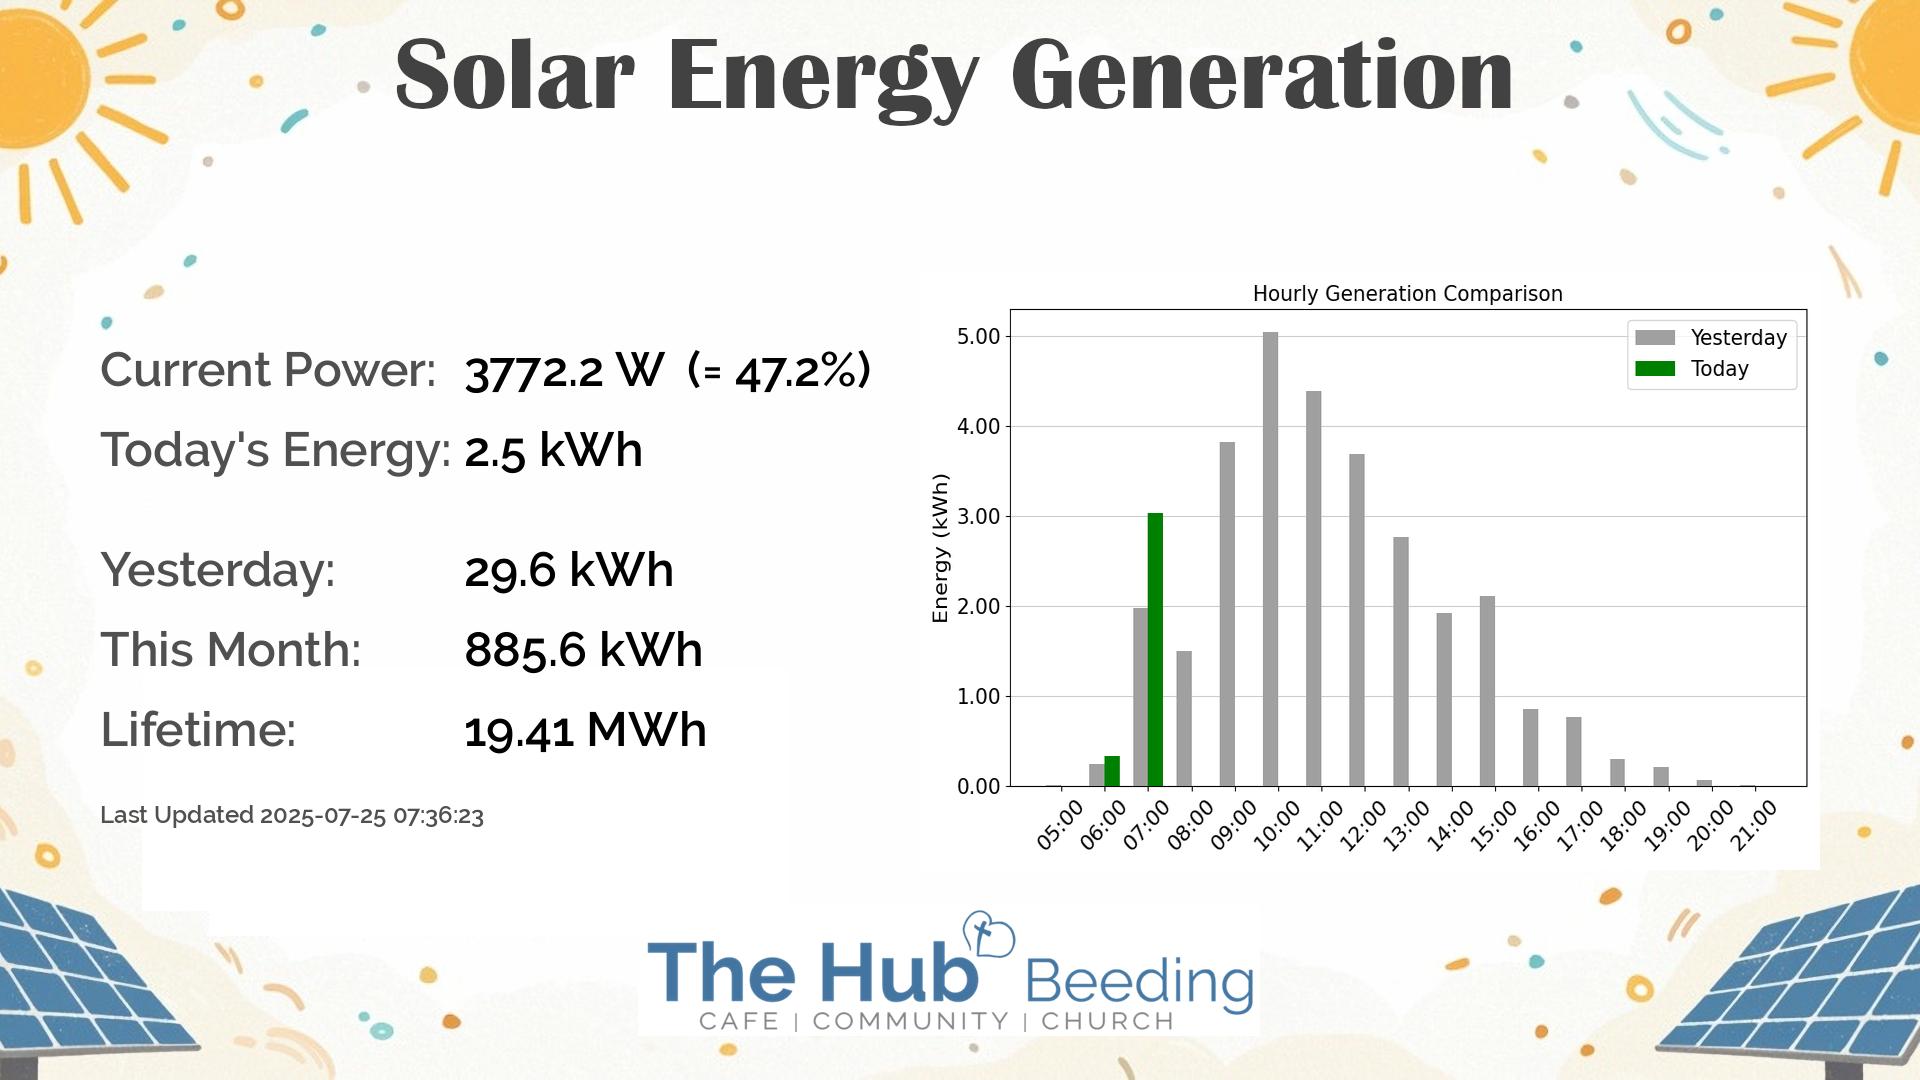 Solar Energy Generation
Current Power: 3772.2 W (= 47.2%)
Today's Energy: 2.5 kWh
Yesterday: 29.6 kWh
This Month: 885.6 kWh
Lifetime: 19.41 MWh
Last Updated 2025-07-25 07:36:23
Hourly Generation Comparison
Yesterday
Today
Energy (kWh)
5.00
4.00
3.00
2.00
1.00
0.00
05:00 06:00 07:00 08:00 09:00 10:00 11:00 12:00 13:00 14:00 15:00 16:00 17:00 18:00 19:00 20:00 21:00
The Hub Beeding
CAFE | COMMUNITY | CHURCH